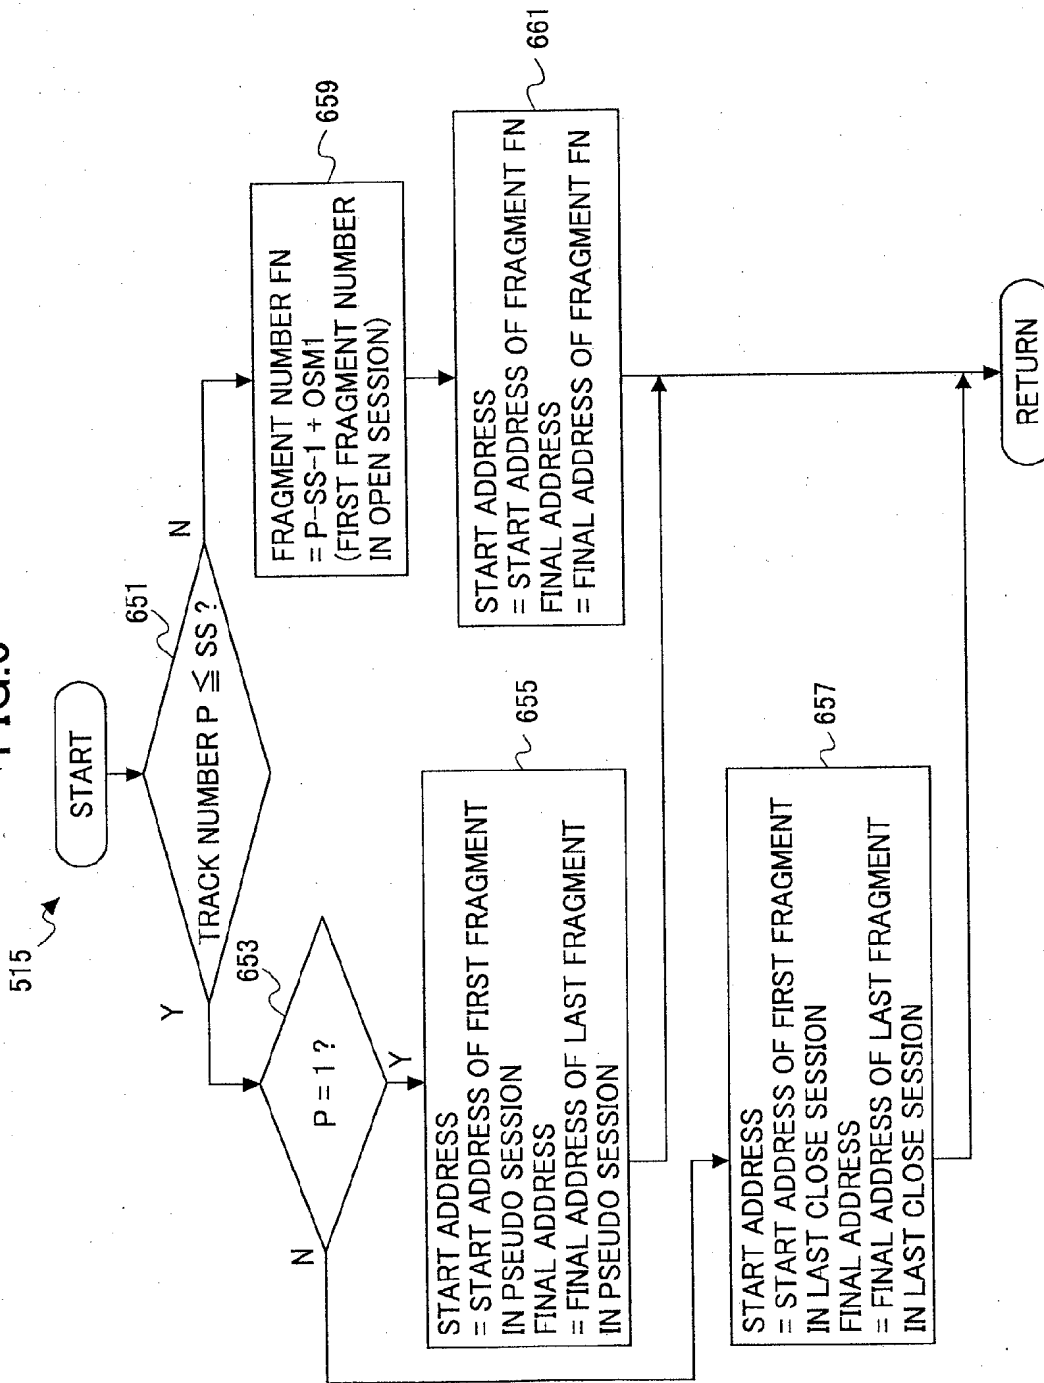 515
START
651
TRACK NUMBER P ≦ SS ?
Y
N
653
P = 1 ?
Y
N
659
FRAGMENT NUMBER FN
= P-SS-1 + OSM1
(FIRST FRAGMENT NUMBER
IN OPEN SESSION)
661
START ADDRESS
= START ADDRESS OF FRAGMENT FN
FINAL ADDRESS
= FINAL ADDRESS OF FRAGMENT FN
655
START ADDRESS
= START ADDRESS OF FIRST FRAGMENT
IN PSEUDO SESSION
FINAL ADDRESS
= FINAL ADDRESS OF LAST FRAGMENT
IN PSEUDO SESSION
657
START ADDRESS
= START ADDRESS OF FIRST FRAGMENT
IN LAST CLOSE SESSION
FINAL ADDRESS
= FINAL ADDRESS OF LAST FRAGMENT
IN LAST CLOSE SESSION
RETURN